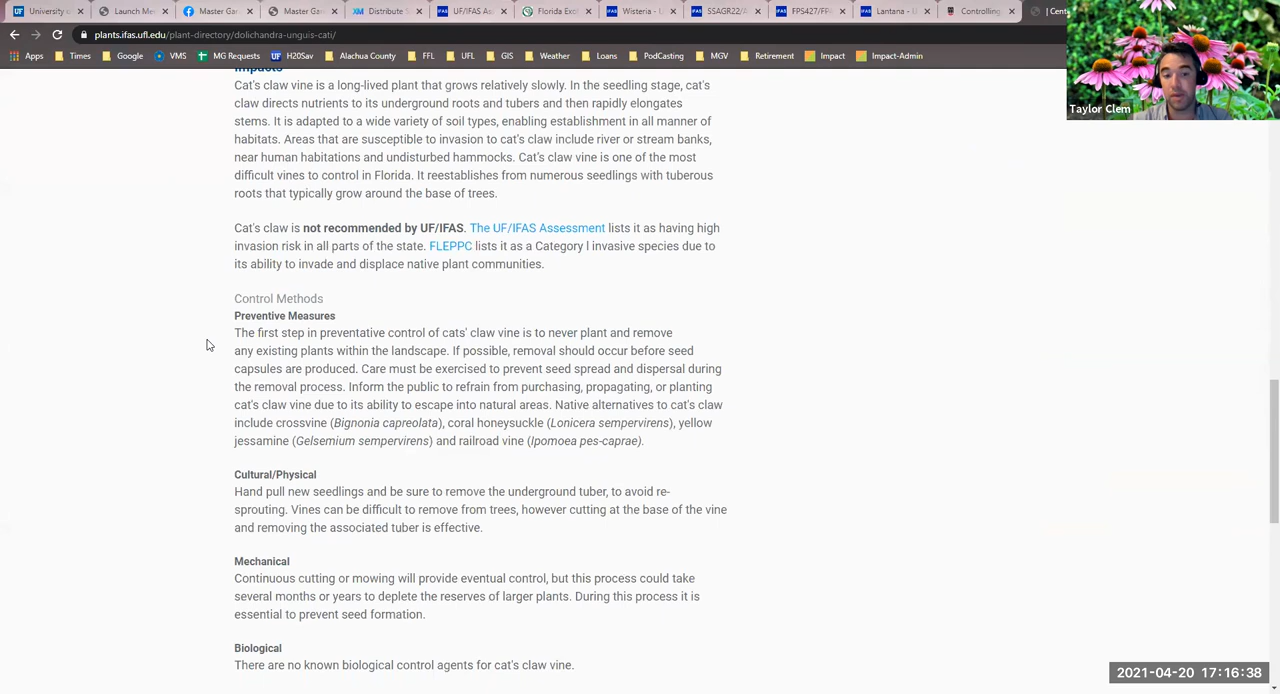 University o
Launch Me
Master Ga
Master Gar
Distribute S
UF/IFAS As
Florida Exo
Wisteria - U
SSAGR22/A
FPS427/FP
Lantana - U
Controlling
| Cent
plants.ifas.ufl.edu/plant-directory/dolichandra-unguis-cati/
Apps Times Google VMS MG Requests H20Sav Alachua County FFL UFL GIS Weather Loans PodCasting MGV Retirement Impact Impact-Admin
Taylor Clem
Impacts
Cat's claw vine is a long-lived plant that grows relatively slowly. In the seedling stage, cat's
claw directs nutrients to its underground roots and tubers and then rapidly elongates
stems. It is adapted to a wide variety of soil types, enabling establishment in all manner of
habitats. Areas that are susceptible to invasion to cat's claw include river or stream banks,
near human habitations and undisturbed hammocks. Cat's claw vine is one of the most
difficult vines to control in Florida. It reestablishes from numerous seedlings with tuberous
roots that typically grow around the base of trees.
Cat's claw is not recommended by UF/IFAS. The UF/IFAS Assessment lists it as having high
invasion risk in all parts of the state. FLEPPC lists it as a Category I invasive species due to
its ability to invade and displace native plant communities.
Control Methods
Preventive Measures
The first step in preventative control of cats' claw vine is to never plant and remove
any existing plants within the landscape. If possible, removal should occur before seed
capsules are produced. Care must be exercised to prevent seed spread and dispersal during
the removal process. Inform the public to refrain from purchasing, propagating, or planting
cat's claw vine due to its ability to escape into natural areas. Native alternatives to cat's claw
include crossvine (Bignonia capreolata), coral honeysuckle (Lonicera sempervirens), yellow
jessamine (Gelsemium sempervirens) and railroad vine (Ipomoea pes-caprae).
Cultural/Physical
Hand pull new seedlings and be sure to remove the underground tuber, to avoid re-
sprouting. Vines can be difficult to remove from trees, however cutting at the base of the vine
and removing the associated tuber is effective.
Mechanical
Continuous cutting or mowing will provide eventual control, but this process could take
several months or years to deplete the reserves of larger plants. During this process it is
essential to prevent seed formation.
Biological
There are no known biological control agents for cat's claw vine.
2021-04-20 17:16:38